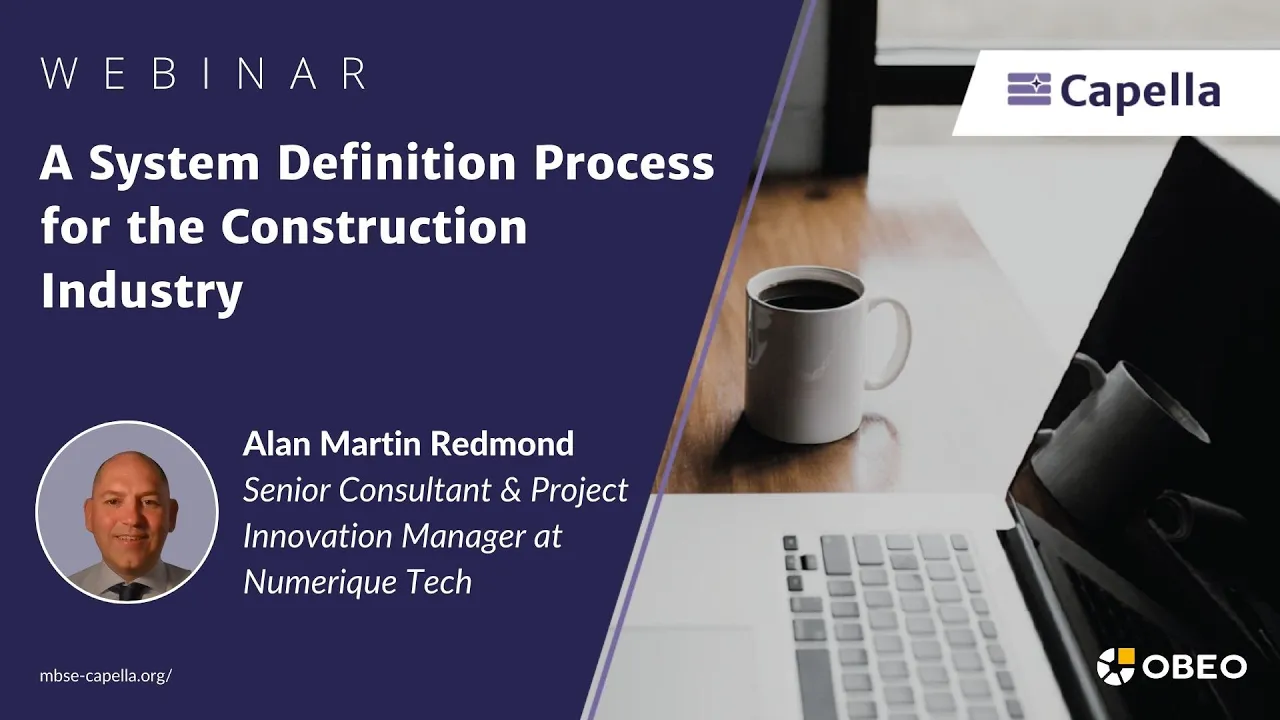 WEBINAR
A System Definition Process
for the Construction
Industry
Alan Martin Redmond
Senior Consultant & Project
Innovation Manager at
Numerique Tech
mbse-capella.org/
Capella
OBEO